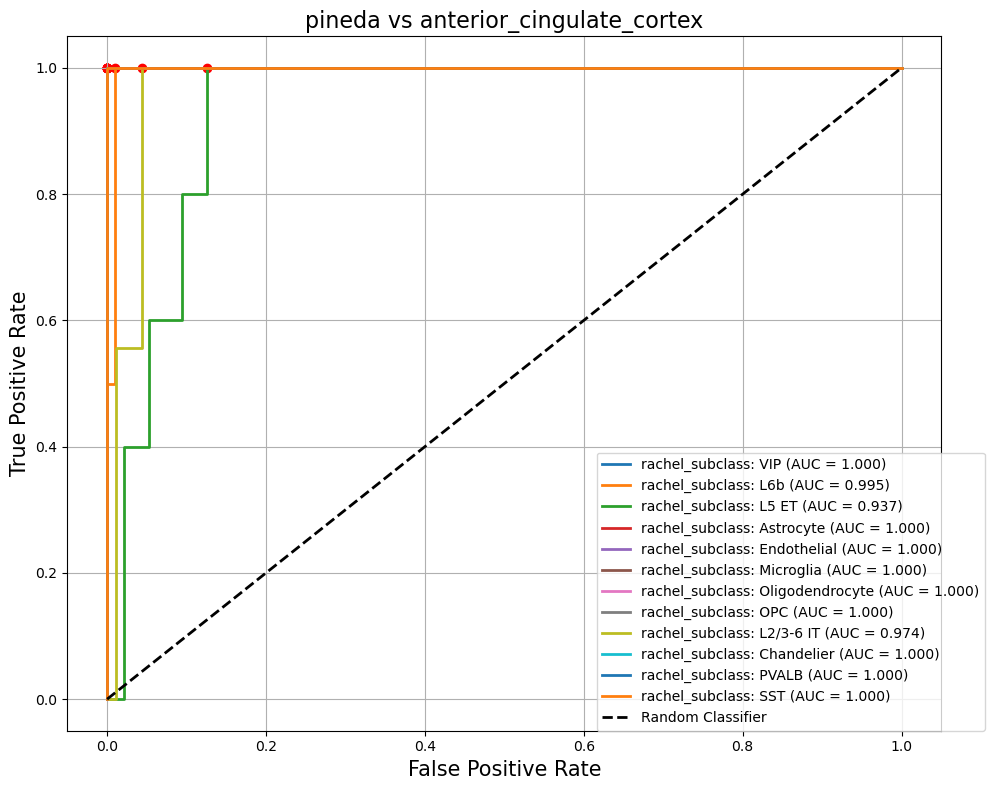 pineda vs anterior_cingulate_cortex
True Positive Rate
1.0
0.8
0.6
0.4
0.2
0.0
rachel_subclass: VIP (AUC = 1.000)
rachel_subclass: L6b (AUC = 0.995)
rachel_subclass: L5 ET (AUC = 0.937)
rachel_subclass: Astrocyte (AUC = 1.000)
rachel_subclass: Endothelial (AUC = 1.000)
rachel_subclass: Microglia (AUC = 1.000)
rachel_subclass: Oligodendrocyte (AUC = 1.000)
rachel_subclass: OPC (AUC = 1.000)
rachel_subclass: L2/3-6 IT (AUC = 0.974)
rachel_subclass: Chandelier (AUC = 1.000)
rachel_subclass: PVALB (AUC = 1.000)
rachel_subclass: SST (AUC = 1.000)
Random Classifier
0.0 0.2 0.4 0.6 0.8 1.0
False Positive Rate